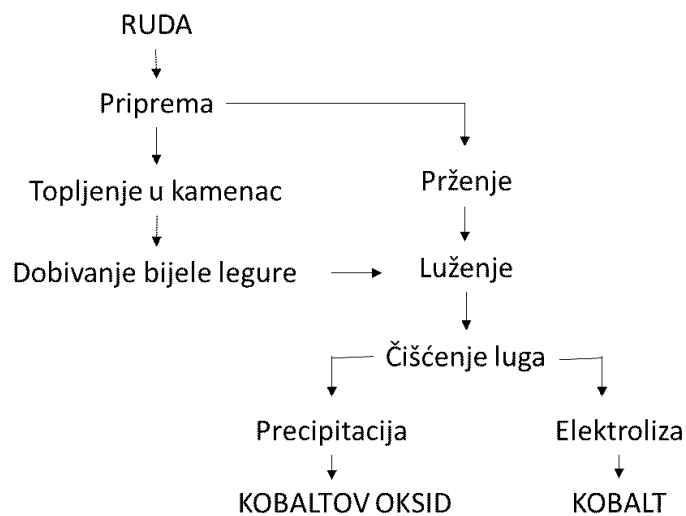 RUDA
Priprema
Topljenje u kamenac
Prženje
Dobivanje bijele legure
Luženje
Čišćenje luga
Precipitacija
Elektroliza
KOBALTOV OKSID
KOBALT